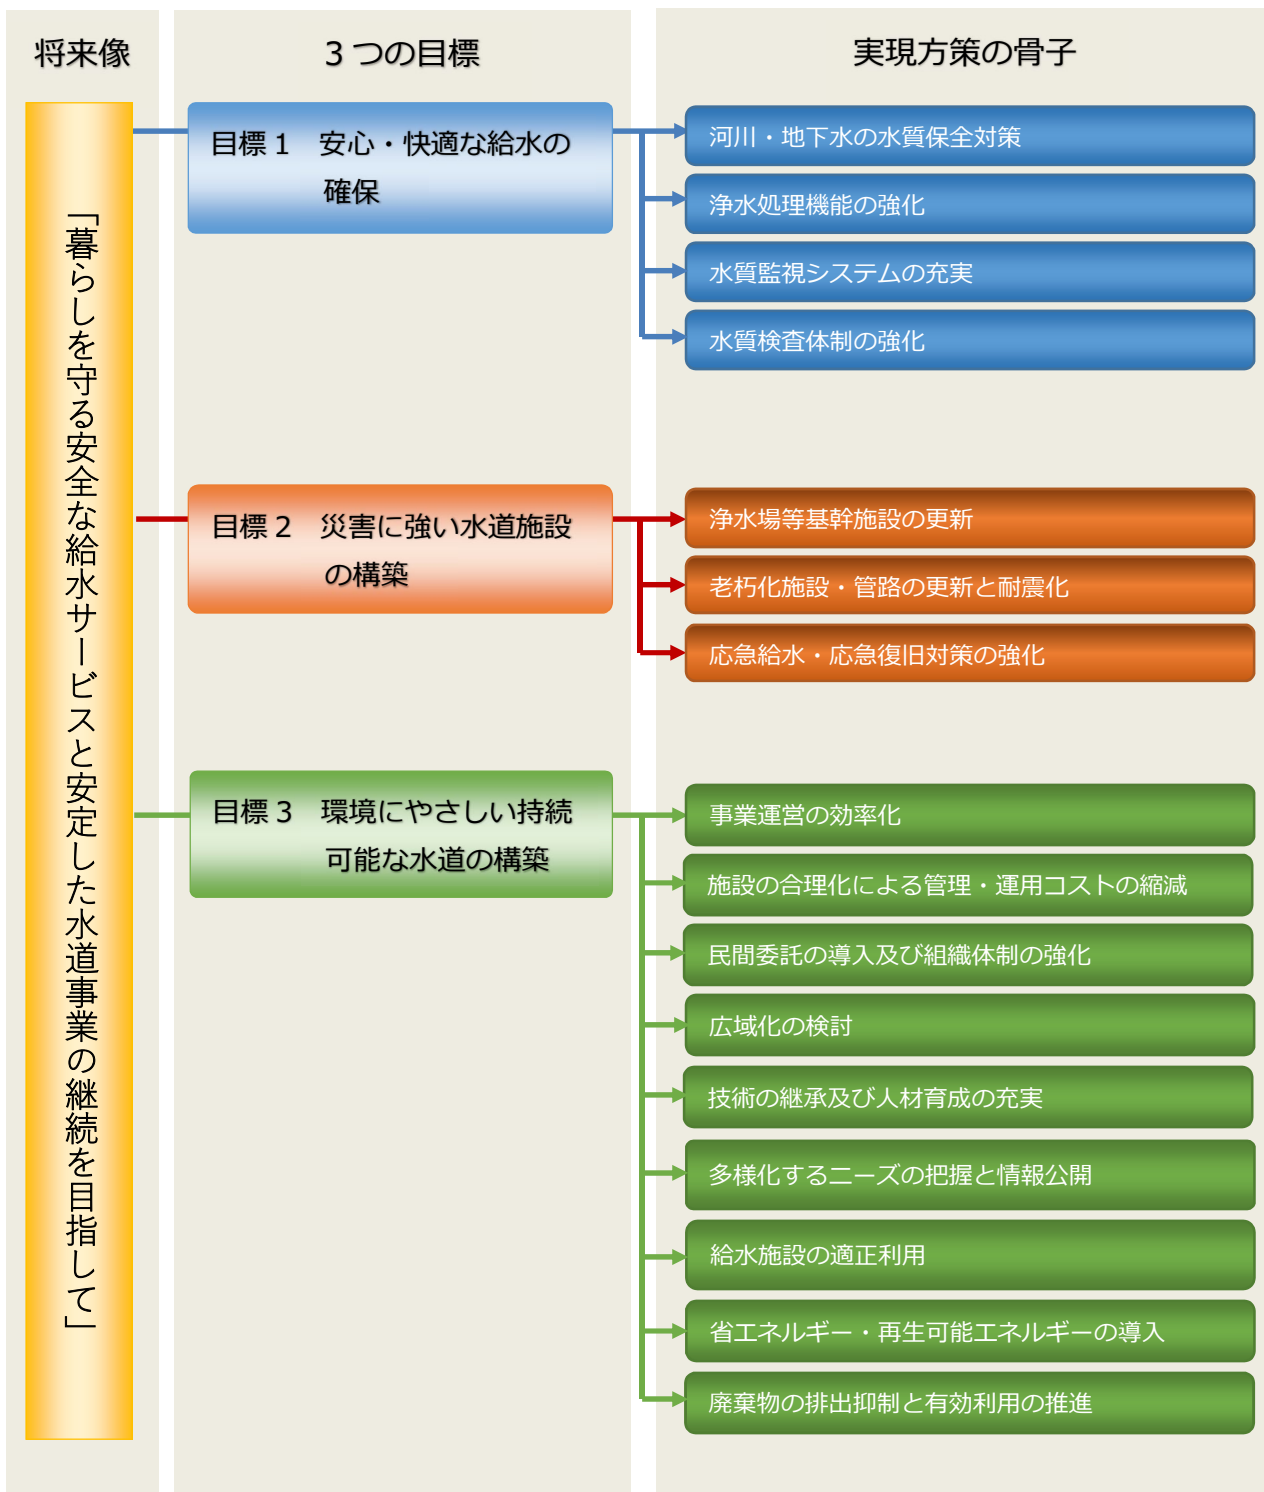 将来像
3つの目標
実現方策の骨子
「暮らしを守る安全な給水サービスと安定した水道事業の継続を目指して」
目標1　安心・快適な給水の
確保
河川・地下水の水質保全対策
浄水処理機能の強化
水質監視システムの充実
水質検査体制の強化
目標2　災害に強い水道施設
の構築
浄水場等基幹施設の更新
老朽化施設・管路の更新と耐震化
応急給水・応急復旧対策の強化
目標3　環境にやさしい持続
可能な水道の構築
事業運営の効率化
施設の合理化による管理・運用コストの縮減
民間委託の導入及び組織体制の強化
広域化の検討
技術の継承及び人材育成の充実
多様化するニーズの把握と情報公開
給水施設の適正利用
省エネルギー・再生可能エネルギーの導入
廃棄物の排出抑制と有効利用の推進